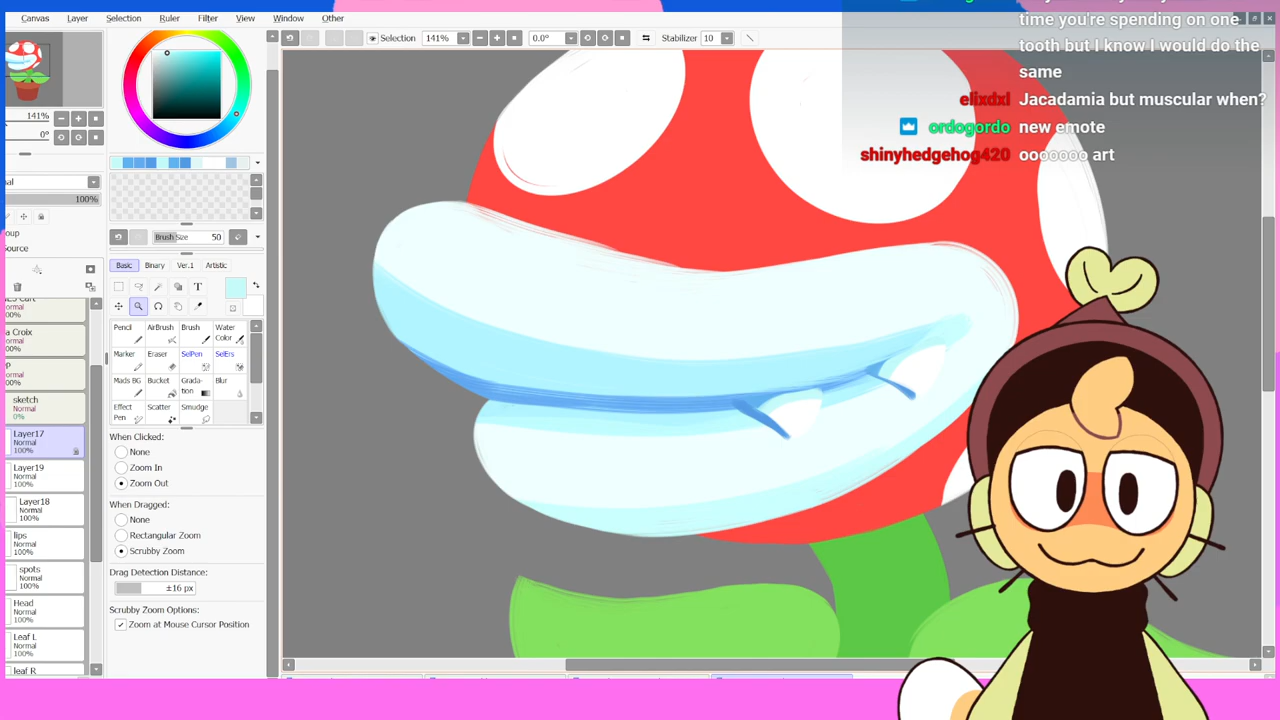 Canvas Layer Selection Ruler Filter View Window Other
time you're spending on one
tooth but I know I would do the
same
elixdxl Jacadamia but muscular when?
ordogordo new emote
shinyhedgehog420 ooooooo art
Selection 141% 0.0° Stabilizer 10
141%
0°
100%
Source
Brush Size 50
Basic Binary Ver.1 Artistic
T
Pencil AirBrush Brush Water Color
Marker Eraser SelPen SelErs
Mads BG Bucket Grada-tion Blur
Effect Pen Scatter Smudge
Normal
100%
a Croix
Normal
100%
Normal
100%
sketch
Normal
0%
Layer17
Normal
100%
Layer19
Normal
100%
Layer18
Normal
100%
lips
Normal
100%
spots
Normal
100%
Head
Normal
100%
Leaf L
Normal
100%
leaf R
When Clicked:
None
Zoom In
Zoom Out
When Dragged:
None
Rectangular Zoom
Scrubby Zoom
Drag Detection Distance:
±16 px
Scrubby Zoom Options:
Zoom at Mouse Cursor Position